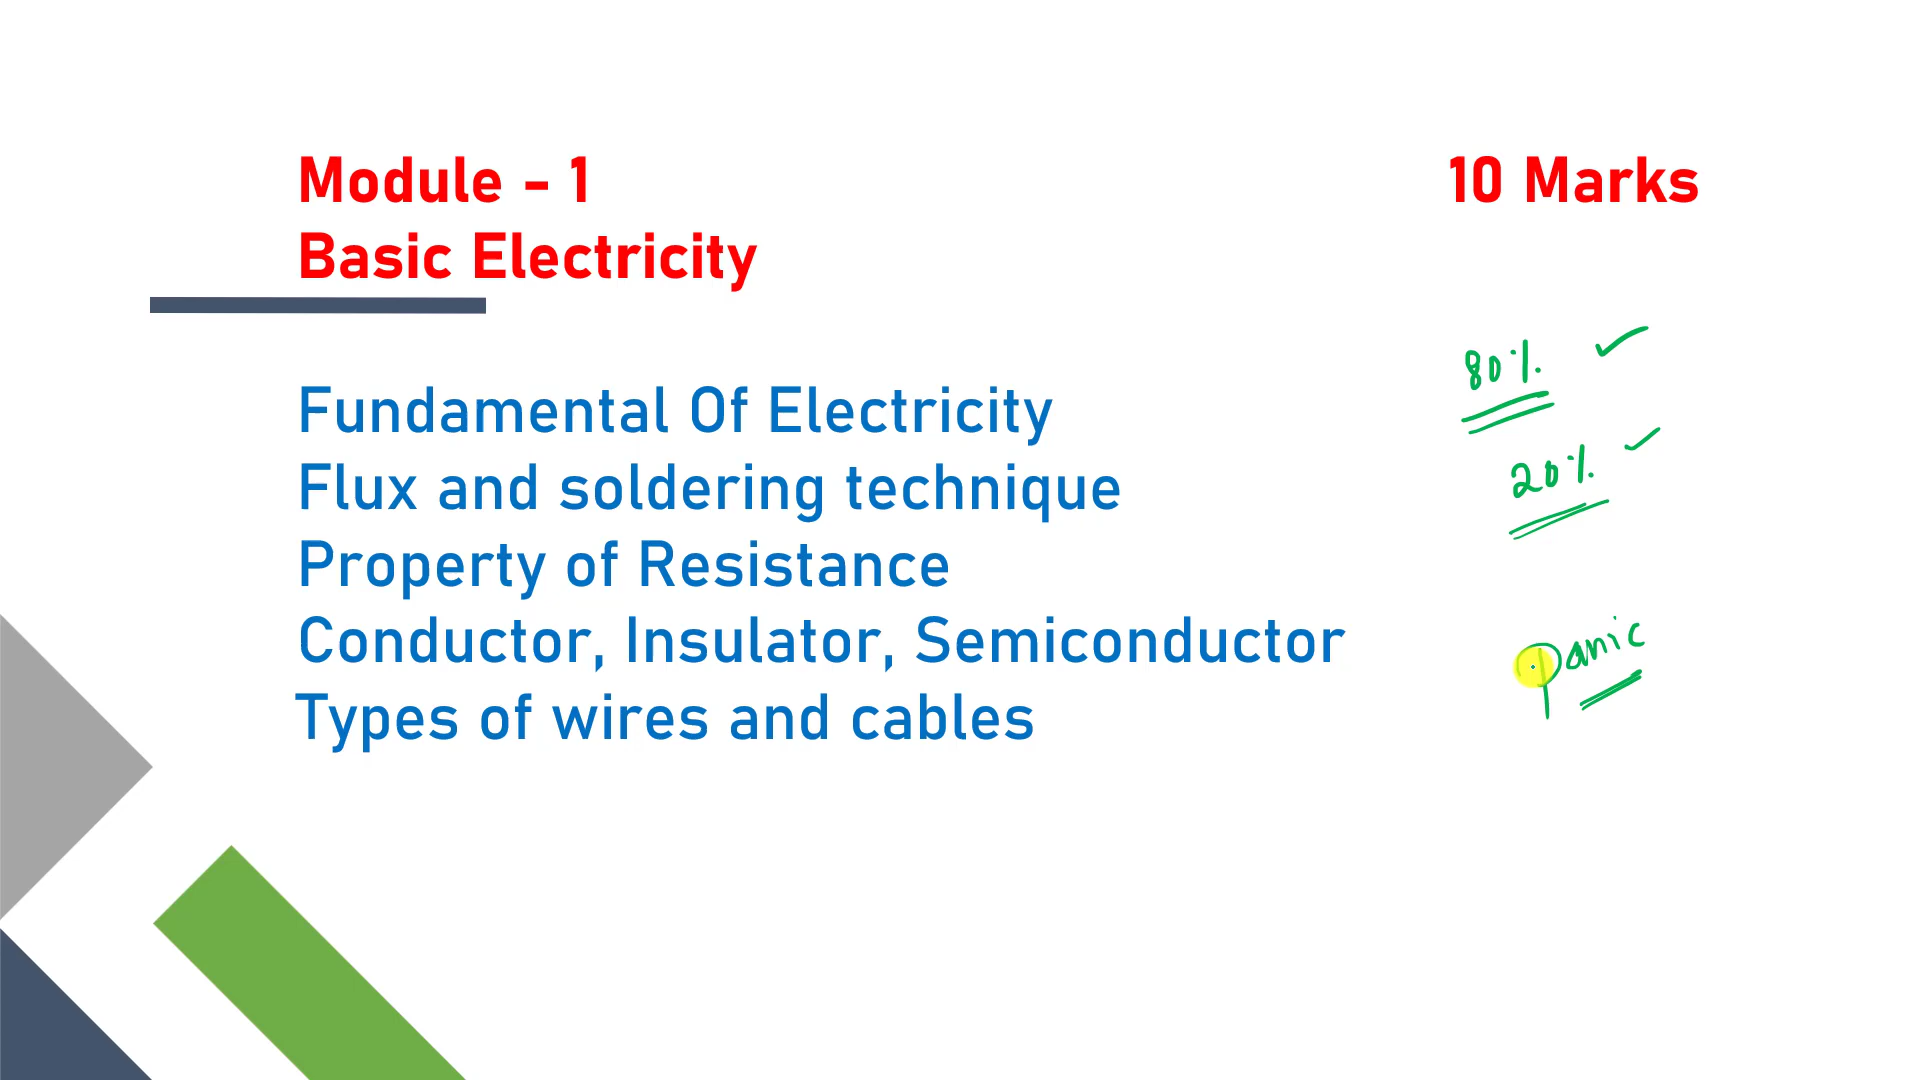 Module - 1
10 Marks
Basic Electricity
80%
Fundamental Of Electricity
20%
Flux and soldering technique
Property of Resistance
Conductor, Insulator, Semiconductor
panic
Types of wires and cables